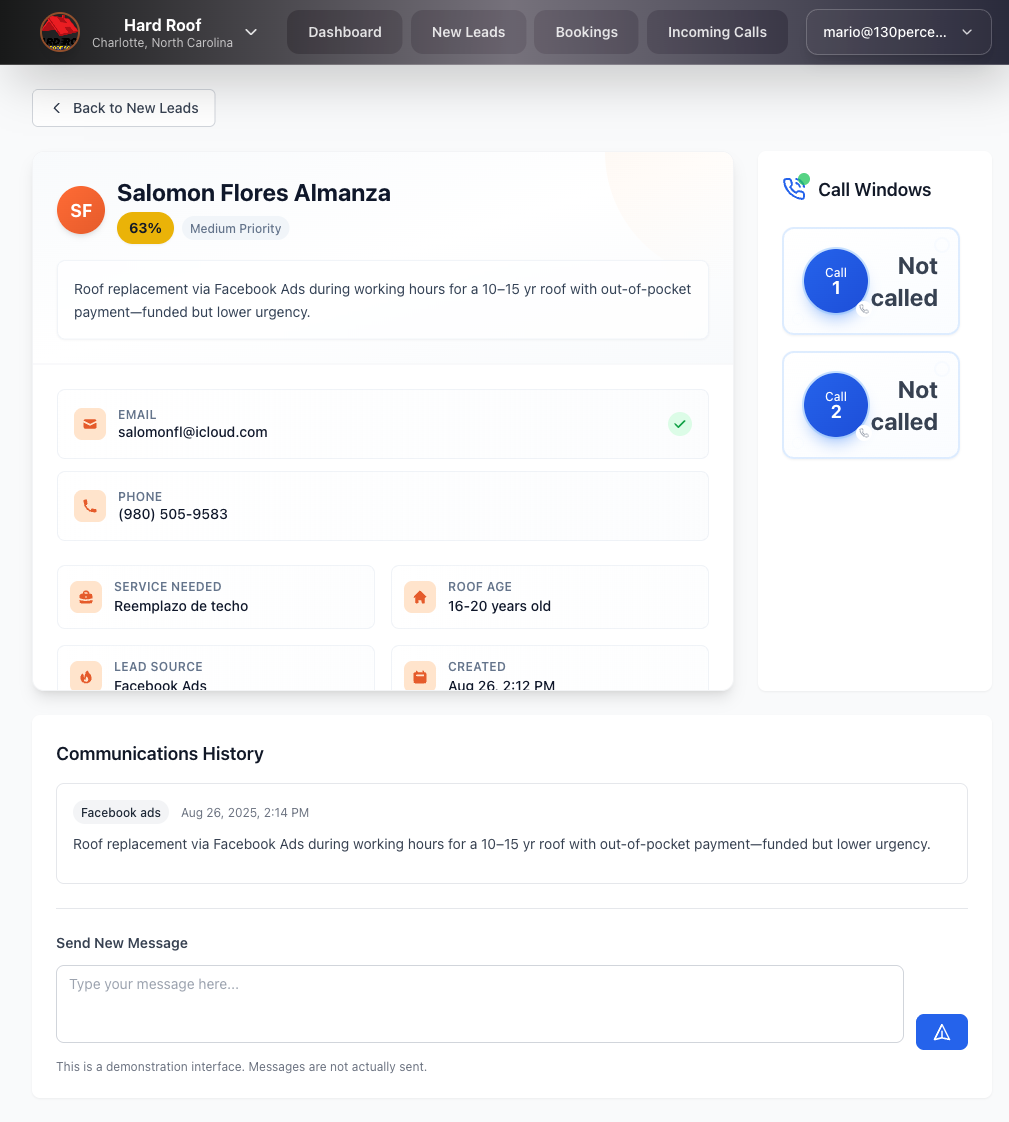 Hard Roof
Charlotte, North Carolina
Dashboard
New Leads
Bookings
Incoming Calls
mario@130perce...
Back to New Leads
SF
Salomon Flores Almanza
63%
Medium Priority
Roof replacement via Facebook Ads during working hours for a 10–15 yr roof with out-of-pocket
payment—funded but lower urgency.
EMAIL
salomonfl@icloud.com
PHONE
(980) 505-9583
SERVICE NEEDED
Reemplazo de techo
ROOF AGE
16-20 years old
LEAD SOURCE
Facebook Ads
CREATED
Aug 26, 2:12 PM
Call Windows
Call
1
Not
called
Call
2
Not
called
Communications History
Facebook ads
Aug 26, 2025, 2:14 PM
Roof replacement via Facebook Ads during working hours for a 10–15 yr roof with out-of-pocket payment—funded but lower urgency.
Send New Message
Type your message here...
This is a demonstration interface. Messages are not actually sent.